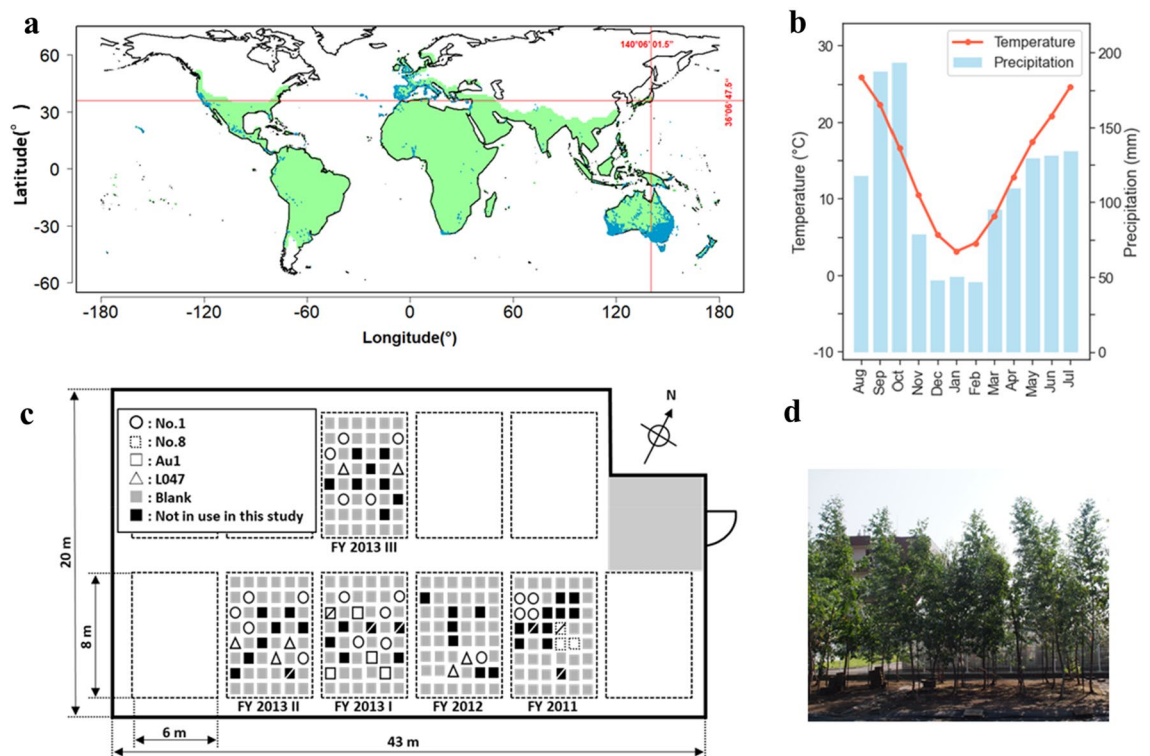 a
140°06'01.5"
36°06'47.5"
60
30
0
-30
-60
Latitude(°)
-180
-120
-60
0
60
120
180
Longitude(°)
b
Temperature
Precipitation
30
20
10
0
-10
Temperature (°C)
200
150
100
50
0
Precipitation (mm)
Aug
Sep
Oct
Nov
Dec
Jan
Feb
Mar
Apr
May
Jun
Jul
c
: No.1
: No.8
: Au1
: L047
: Blank
: Not in use in this study
N
FY 2013 III
20 m
8 m
FY 2013 II
FY 2013 I
FY 2012
FY 2011
6 m
43 m
d